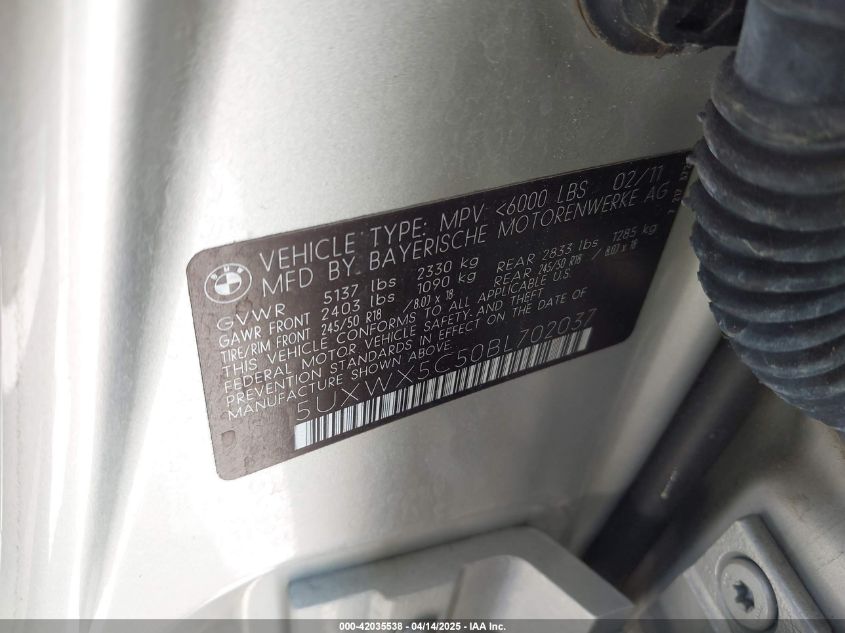 BMW
VEHICLE TYPE: MPV <6000 LBS 02/11
MFD BY BAYERISCHE MOTORENWERKE AG
GVWR 5137 lbs 2330 kg
GAWR FRONT 2403 lbs 1090 kg REAR 2833 lbs 1285 kg
TIRE/RIM FRONT 245/50 R18 / 8.0J x 18 REAR 245/50 R18 / 8.0J x 18
THIS VEHICLE CONFORMS TO ALL APPLICABLE U.S.
FEDERAL MOTOR VEHICLE SAFETY-AND THEFT
PREVENTION STANDARDS IN EFFECT ON THE DATE OF
MANUFACTURE SHOWN ABOVE
5UXWX5C50BL702037
000-42035538 - 04/14/2025 - IAA Inc.